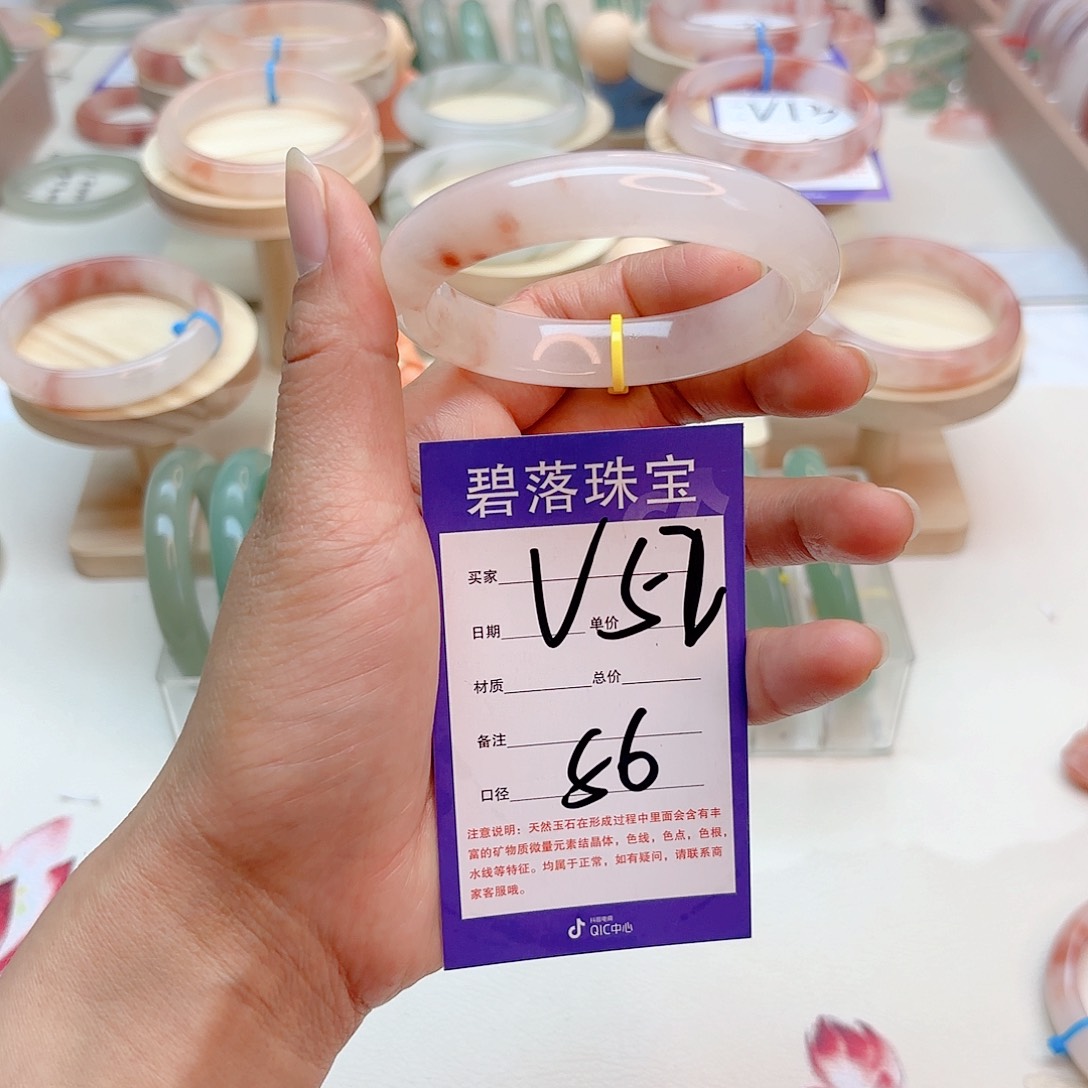 碧落珠宝
买家
日期 单价
材质 总价
备注
口径
86
注意说明：天然玉石在形成过程中里面会含有丰
富的矿物质微量元素结晶体，色线，色点，色根，
水线等特征。均属于正常，如有疑问，请联系商
家客服哦。
抖音电商
QIC中心